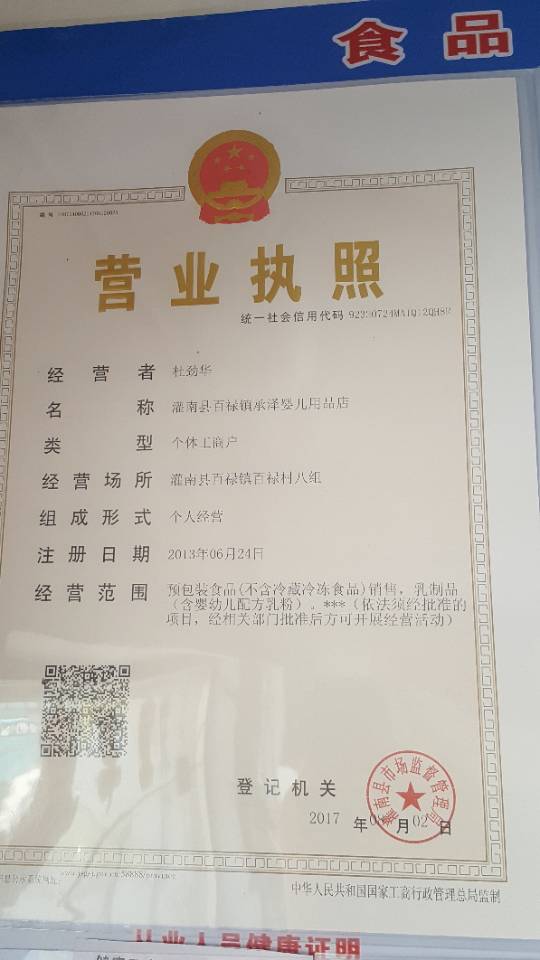 食品
营业执照
统一社会信用代码
经营者 杜劲华
名称 灌南县百禄镇承泽婴儿用品店
类型 个体工商户
经营场所 灌南县百禄镇百禄村八组
组成形式 个人经营
注册日期 2013年06月24日
经营范围 预包装食品(不含冷藏冷冻食品)销售，乳制品
（含婴幼儿配方乳粉）。***（依法须经批准的
项目，经相关部门批准后方可开展经营活动）
灌南县市场监督管理局
登记机关
2017 年08月02日
中华人民共和国国家工商行政管理总局监制
从业人员健康证明